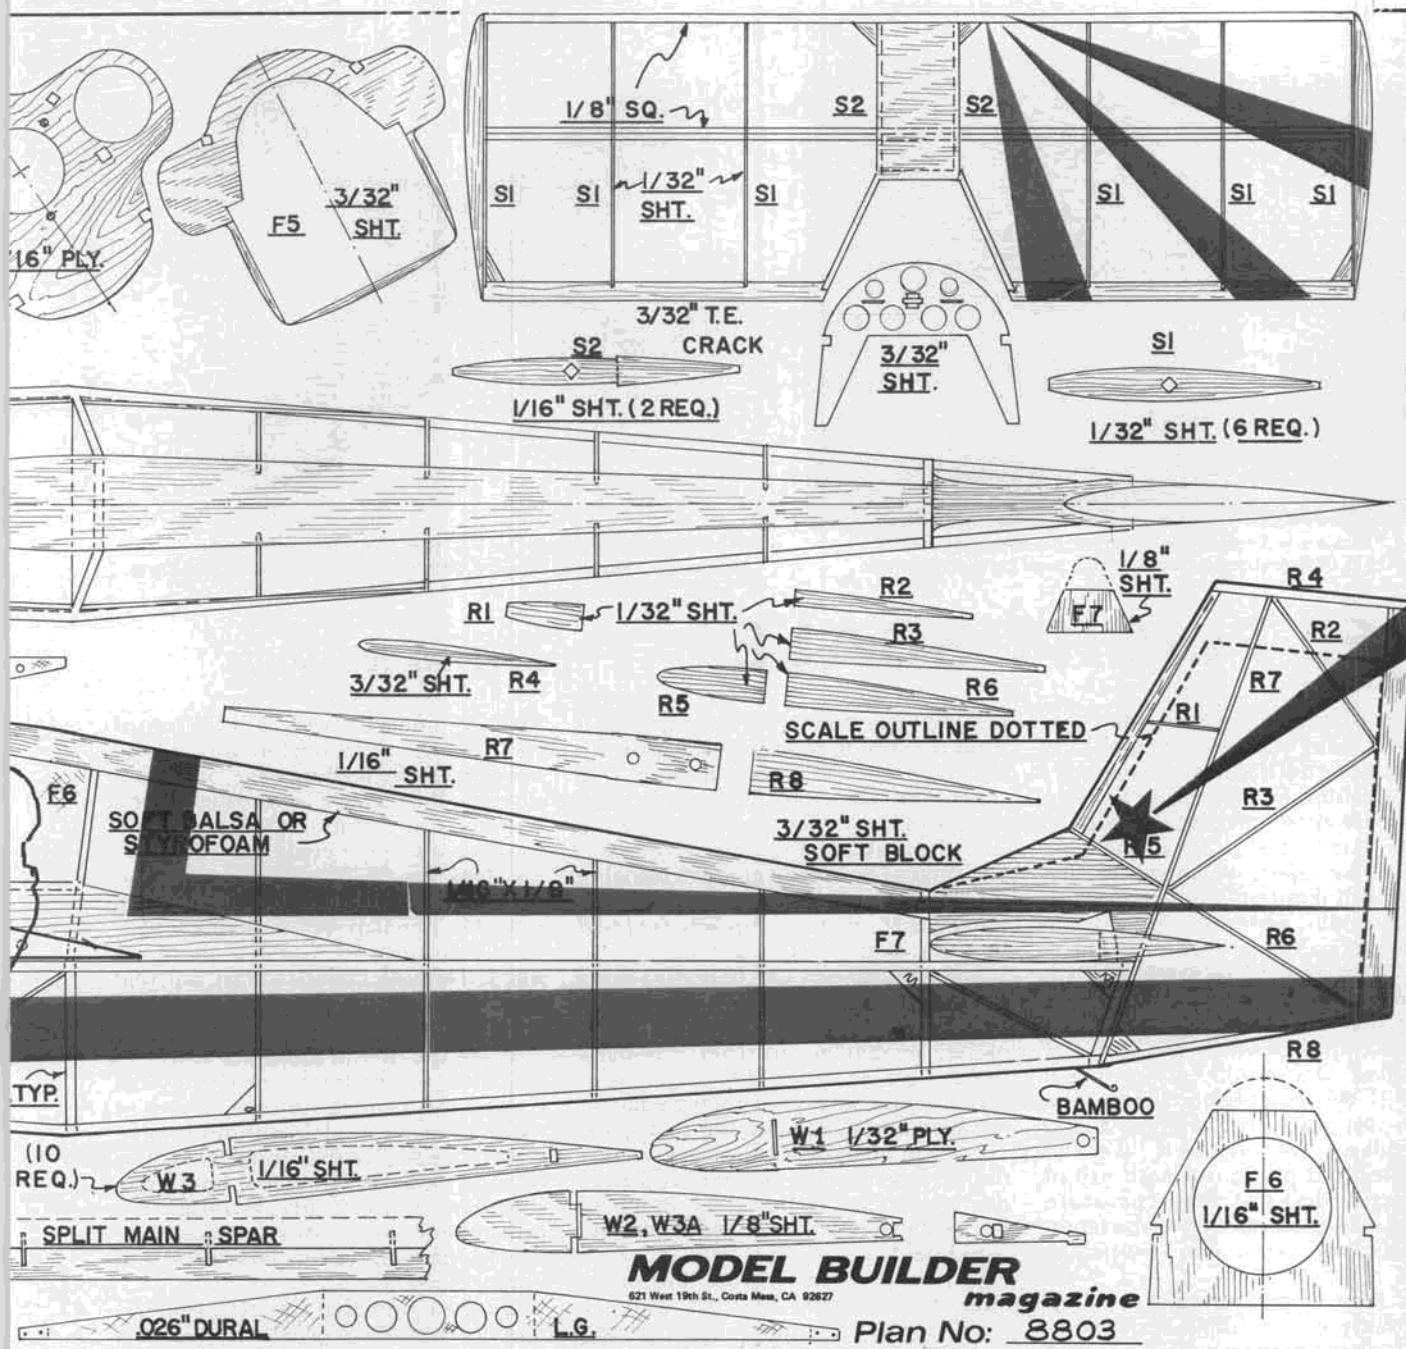 1/8" SQ.
S2
S2
S1
S1
1/32"
SHT.
S1
S1
S1
S1
F5
3/32"
SHT.
16" PLY.
3/32" T.E.
CRACK
S2
1/16" SHT. (2 REQ.)
3/32"
SHT.
S1
1/32" SHT. (6 REQ.)
1/8"
SHT.
F7
R1
1/32" SHT.
R2
R3
R4
3/32" SHT.
R4
R5
R6
R2
R7
R1
SCALE OUTLINE DOTTED
R7
1/16"
SHT.
R8
F6
SOFT BALSA OR
STYROFOAM
3/32" SHT.
SOFT BLOCK
R3
R5
1/16" X 1/8"
F7
R6
R8
TYP.
BAMBOO
(10
REQ.)
W3
1/16" SHT.
W1 1/32" PLY.
F6
1/16" SHT.
SPLIT MAIN SPAR
W2, W3A 1/8" SHT.
MODEL BUILDER
621 West 19th St., Costa Mesa, CA 92627
magazine
.026" DURAL
L.G.
Plan No: 8803